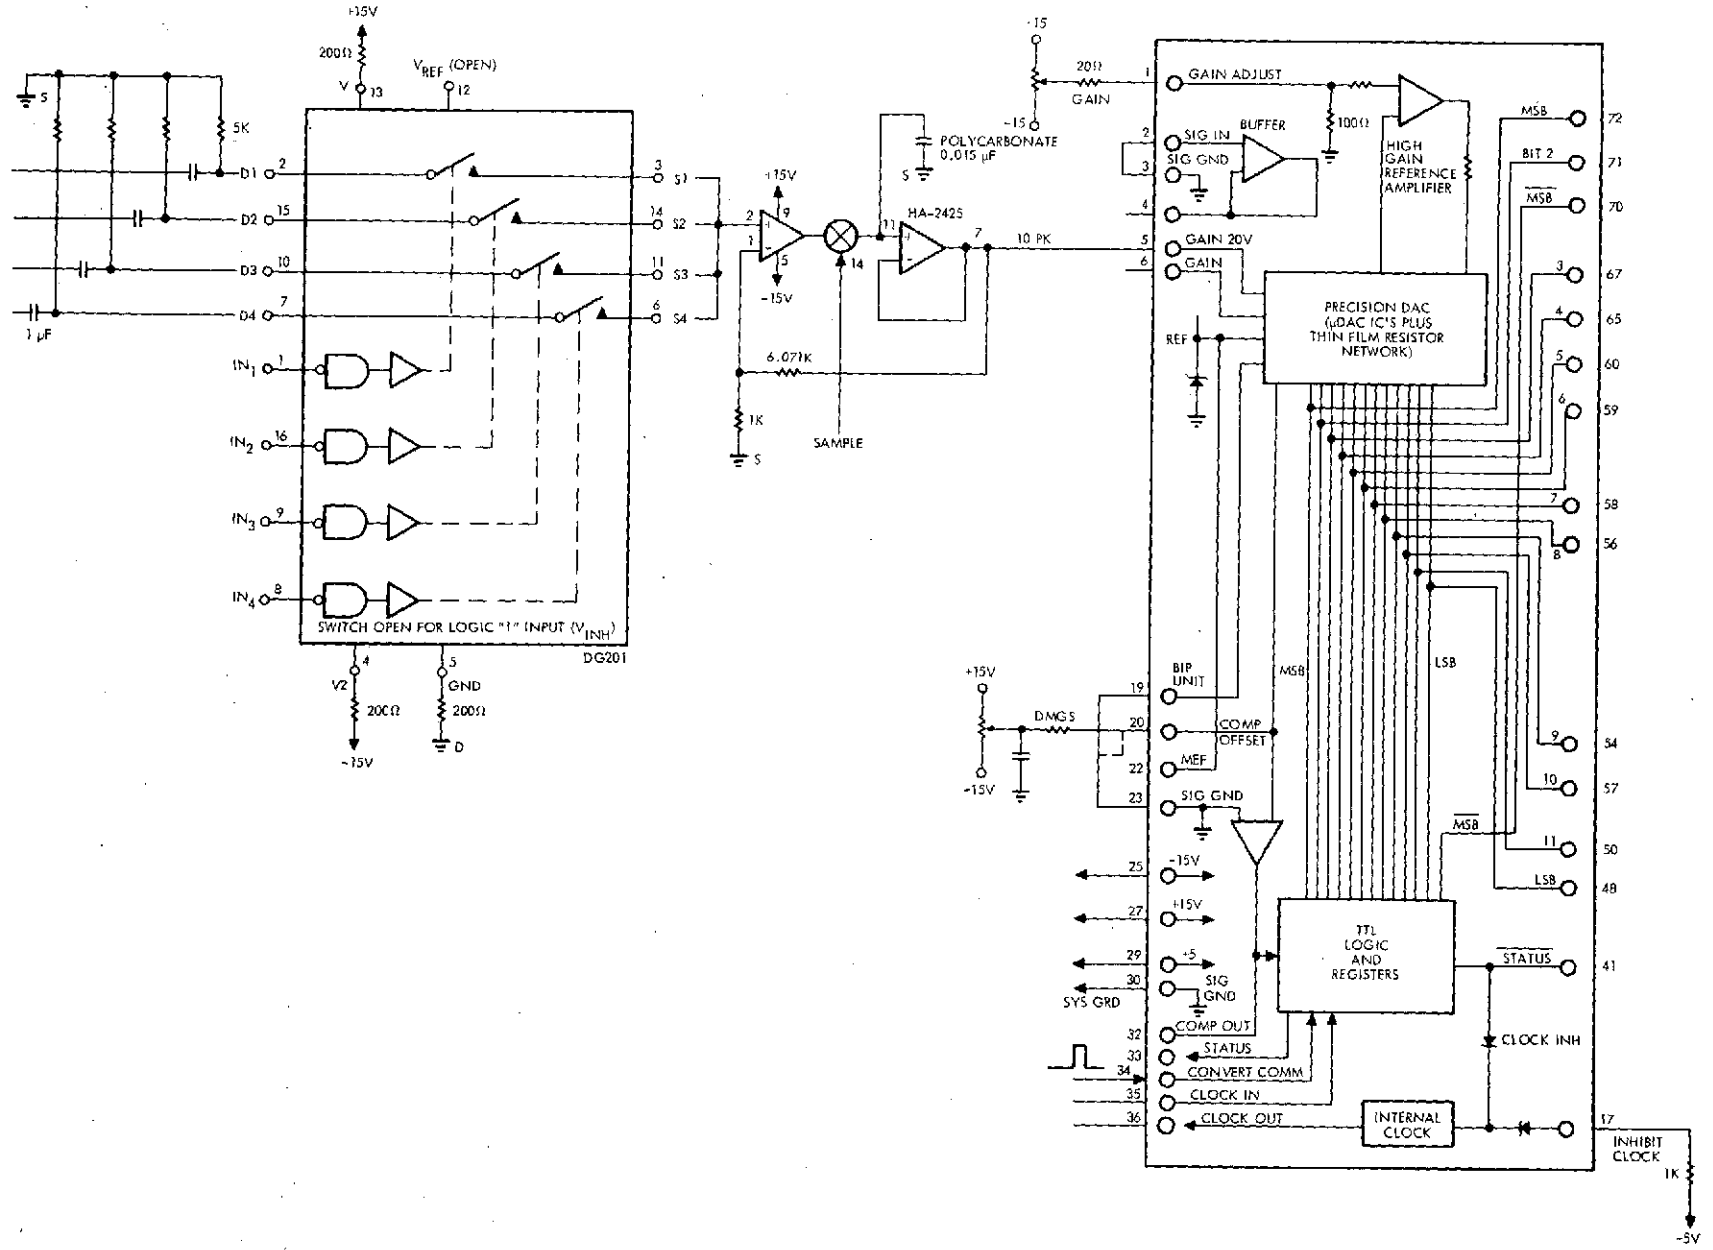 +15V
200Ω
V
13
V_REF (OPEN)
12
S
5K
D1
2
D2
15
D3
10
D4
7
1 µF
3
S1
14
S2
11
S3
6
S4
IN1
1
IN2
16
IN3
9
IN4
8
SWITCH OPEN FOR LOGIC "1" INPUT (V_INH)
DG201
4
V2
200Ω
-15V
5
GND
200Ω
D
+15V
9
2
+
1
-
5
-15V
14
SAMPLE
11
+
-
HA-2425
7
10 PK
POLYCARBONATE
0.015 µF
S
6.071K
1K
S
-15
20Ω
GAIN
-15
1
GAIN ADJUST
100Ω
HIGH
GAIN
REFERENCE
AMPLIFIER
2
SIG IN
BUFFER
3
SIG GND
4
5
GAIN 20V
6
GAIN
REF
PRECISION DAC
(µDAC IC'S PLUS
THIN FILM RESISTOR
NETWORK)
MSB
72
BIT 2
71
MSB
70
3
67
4
65
5
60
6
59
7
58
8
56
MSB
LSB
9
54
10
57
MSB
11
50
LSB
48
+15V
-15V
DMGS
19
BIP
UNIT
20
COMP
OFFSET
22
MEF
23
SIG GND
25
-15V
27
+15V
29
+5
30
SIG
GND
SYS GRD
TTL
LOGIC
AND
REGISTERS
STATUS
41
32
COMP OUT
33
STATUS
34
CONVERT COMM
35
CLOCK IN
36
CLOCK OUT
CLOCK INH
INTERNAL
CLOCK
17
INHIBIT
CLOCK
1K
-5V